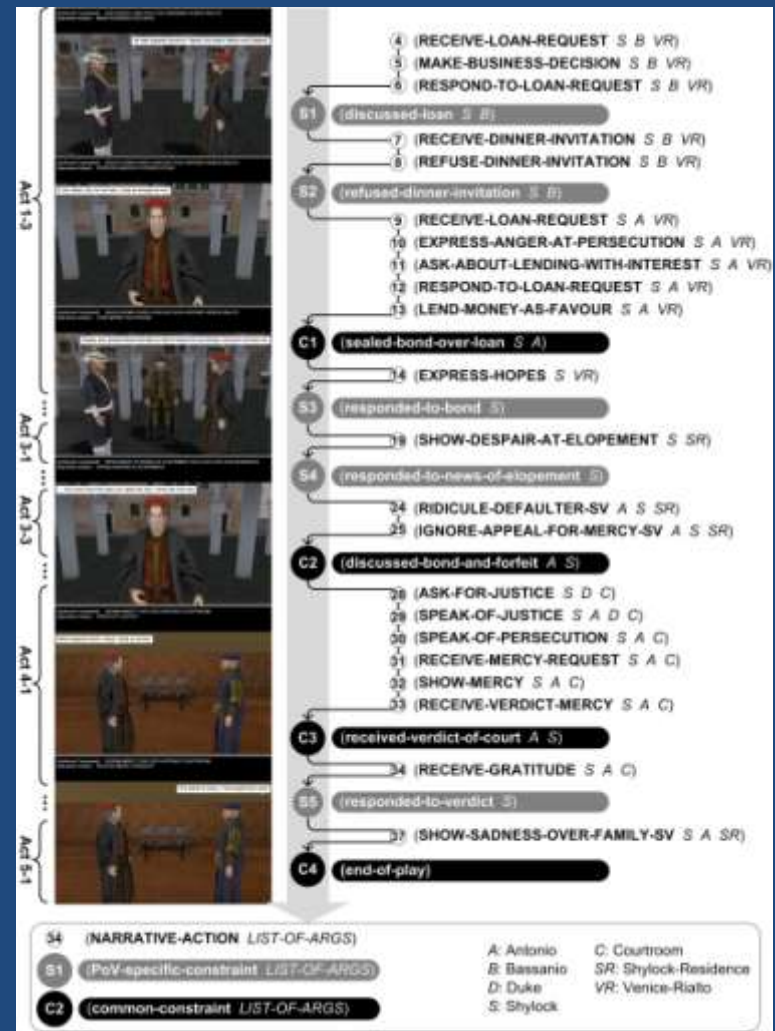 4 (RECEIVE-LOAN-REQUEST S B VR)
5 (MAKE-BUSINESS-DECISION S B VR)
6 (RESPOND-TO-LOAN-REQUEST S B VR)
S1 (discussed-loan S B)
7 (RECEIVE-DINNER-INVITATION S B VR)
8 (REFUSE-DINNER-INVITATION S B VR)
S2 (refused-dinner-invitation S B)
9 (RECEIVE-LOAN-REQUEST S A VR)
10 (EXPRESS-ANGER-AT-PERSECUTION S A VR)
11 (ASK-ABOUT-LENDING-WITH-INTEREST S A VR)
12 (RESPOND-TO-LOAN-REQUEST S A VR)
13 (LEND-MONEY-AS-FAVOUR S A VR)
Act 1-3
C1 (sealed-bond-over-loan S A)
14 (EXPRESS-HOPES S VR)
...
S3 (responded-to-bond S)
Act 3-1
19 (SHOW-DESPAIR-AT-ELOPEMENT S SR)
...
S4 (responded-to-news-of-elopement S)
Act 3-3
24 (RIDICULE-DEFAULTER-SV A S SR)
25 (IGNORE-APPEAL-FOR-MERCY-SV A S SR)
...
C2 (discussed-bond-and-forfeit A S)
28 (ASK-FOR-JUSTICE S D C)
29 (SPEAK-OF-JUSTICE S A D C)
30 (SPEAK-OF-PERSECUTION S A C)
31 (RECEIVE-MERCY-REQUEST S A C)
32 (SHOW-MERCY S A C)
33 (RECEIVE-VERDICT-MERCY S A C)
Act 4-1
C3 (received-verdict-of-court A S)
34 (RECEIVE-GRATITUDE S A C)
...
S5 (responded-to-verdict S)
37 (SHOW-SADNESS-OVER-FAMILY-SV S A SR)
Act 5-1
C4 (end-of-play)
34 (NARRATIVE-ACTION LIST-OF-ARGS)
S1 (PoV-specific-constraint LIST-OF-ARGS)
C2 (common-constraint LIST-OF-ARGS)
A: Antonio
B: Bassanio
D: Duke
S: Shylock
C: Courtroom
SR: Shylock-Residence
VR: Venice-Rialto